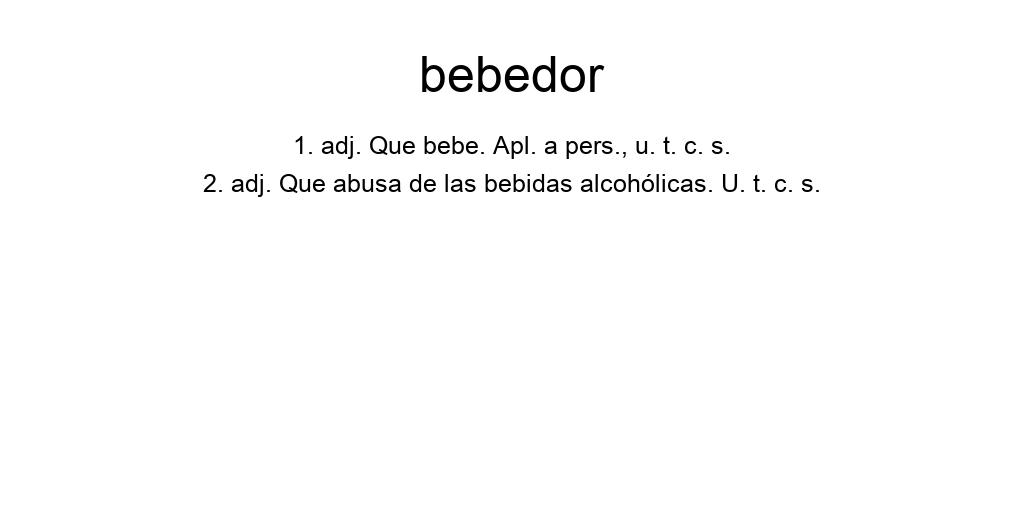 bebedor
1. adj. Que bebe. Apl. a pers., u. t. c. s.
2. adj. Que abusa de las bebidas alcohólicas. U. t. c. s.